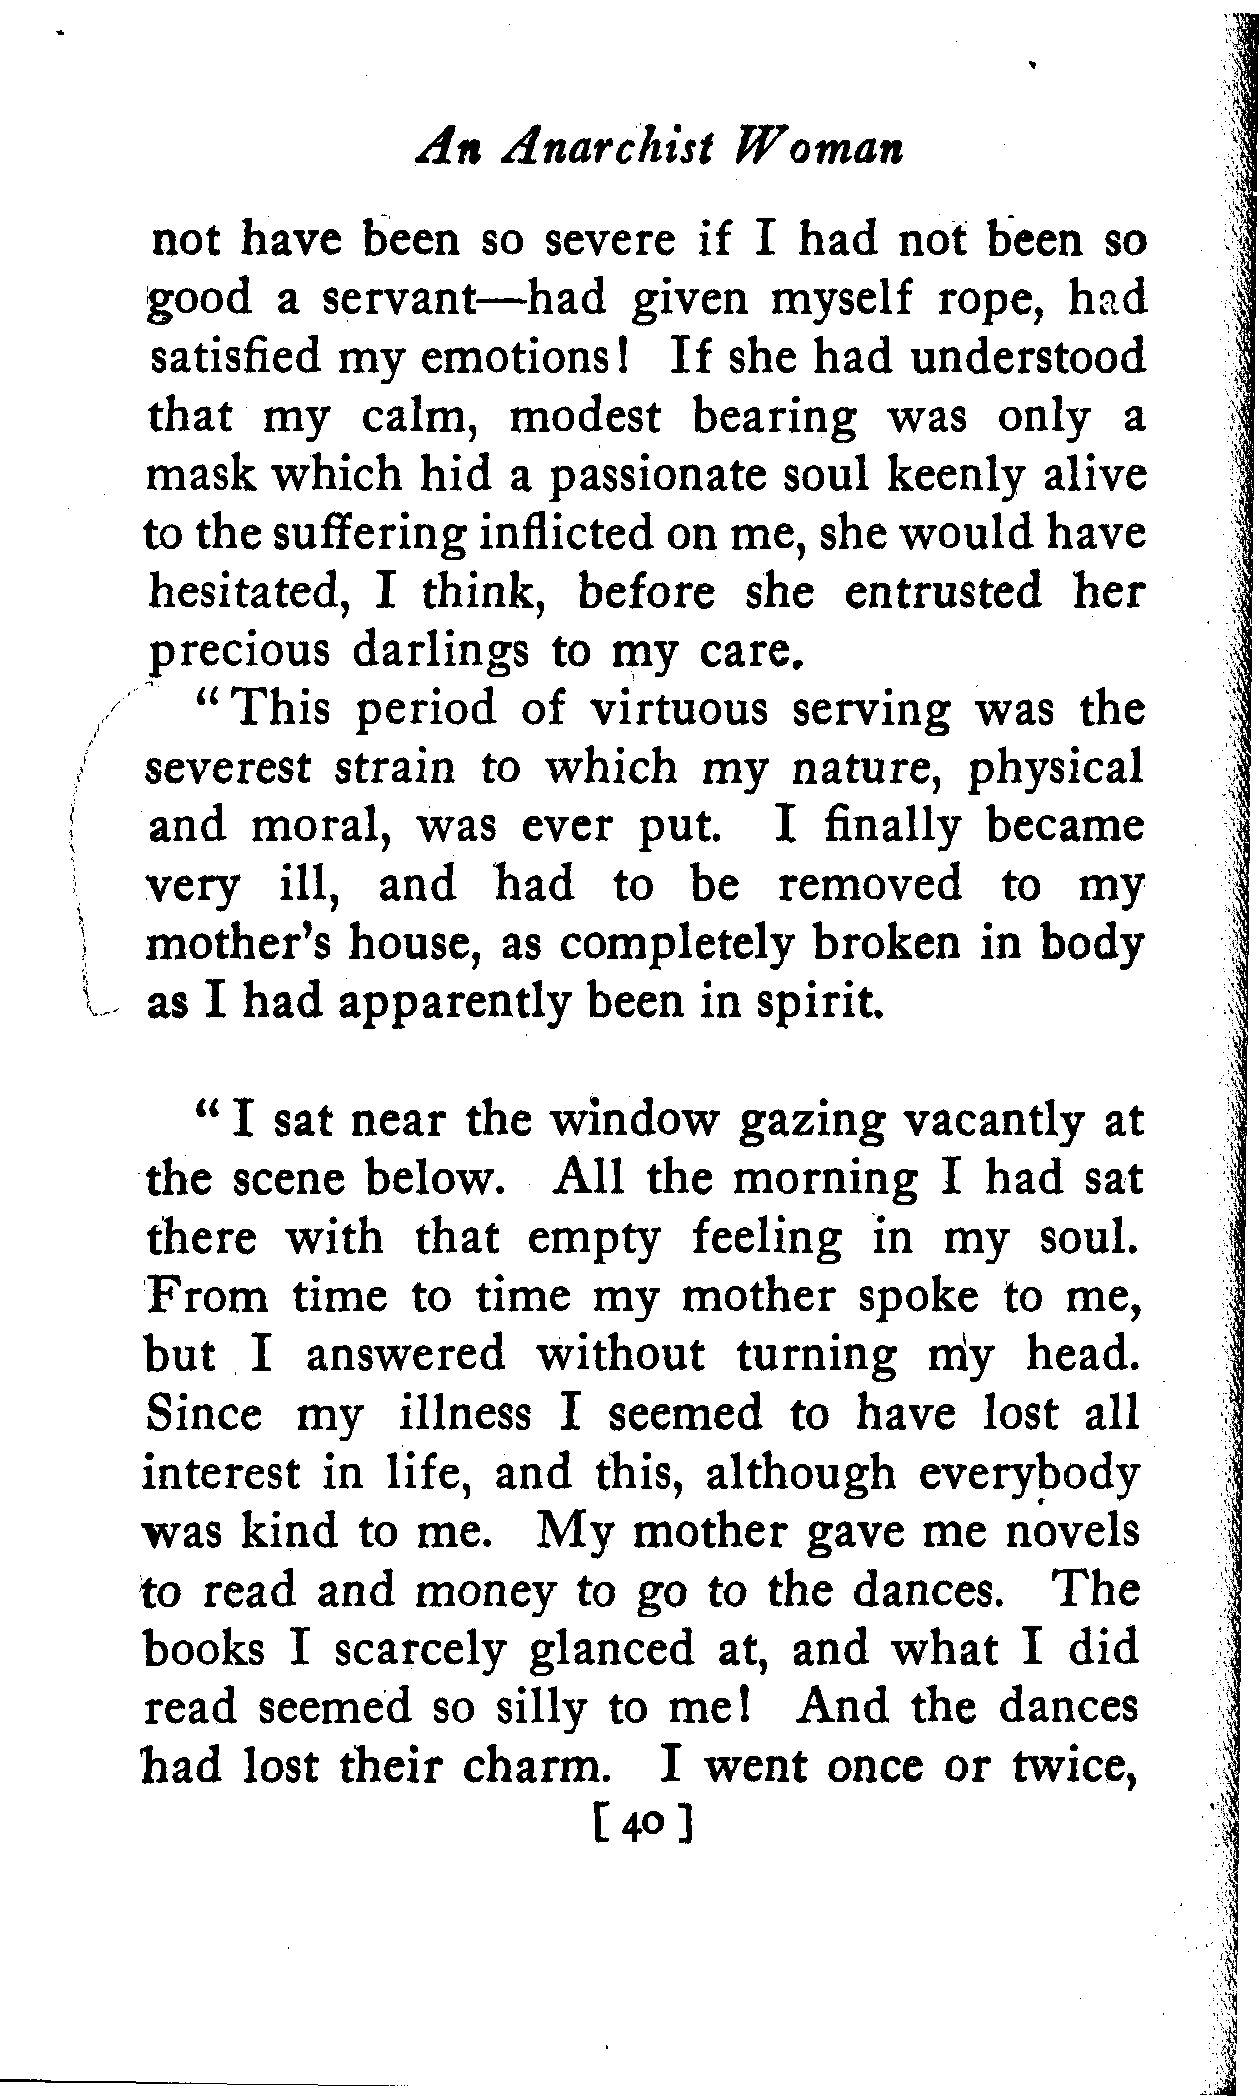 An Anarchist Woman
not have been so severe if I had not been so
good a servant—had given myself rope, had
satisfied my emotions! If she had understood
that my calm, modest bearing was only a
mask which hid a passionate soul keenly alive
to the suffering inflicted on me, she would have
hesitated, I think, before she entrusted her
precious darlings to my care.
“This period of virtuous serving was the
severest strain to which my nature, physical
and moral, was ever put. I finally became
very ill, and had to be removed to my
mother's house, as completely broken in body
as I had apparently been in spirit.
“I sat near the window gazing vacantly at
the scene below. All the morning I had sat
there with that empty feeling in my soul.
From time to time my mother spoke to me,
but I answered without turning my head.
Since my illness I seemed to have lost all
interest in life, and this, although everybody
was kind to me. My mother gave me novels
to read and money to go to the dances. The
books I scarcely glanced at, and what I did
read seemed so silly to me! And the dances
had lost their charm. I went once or twice,
[40]